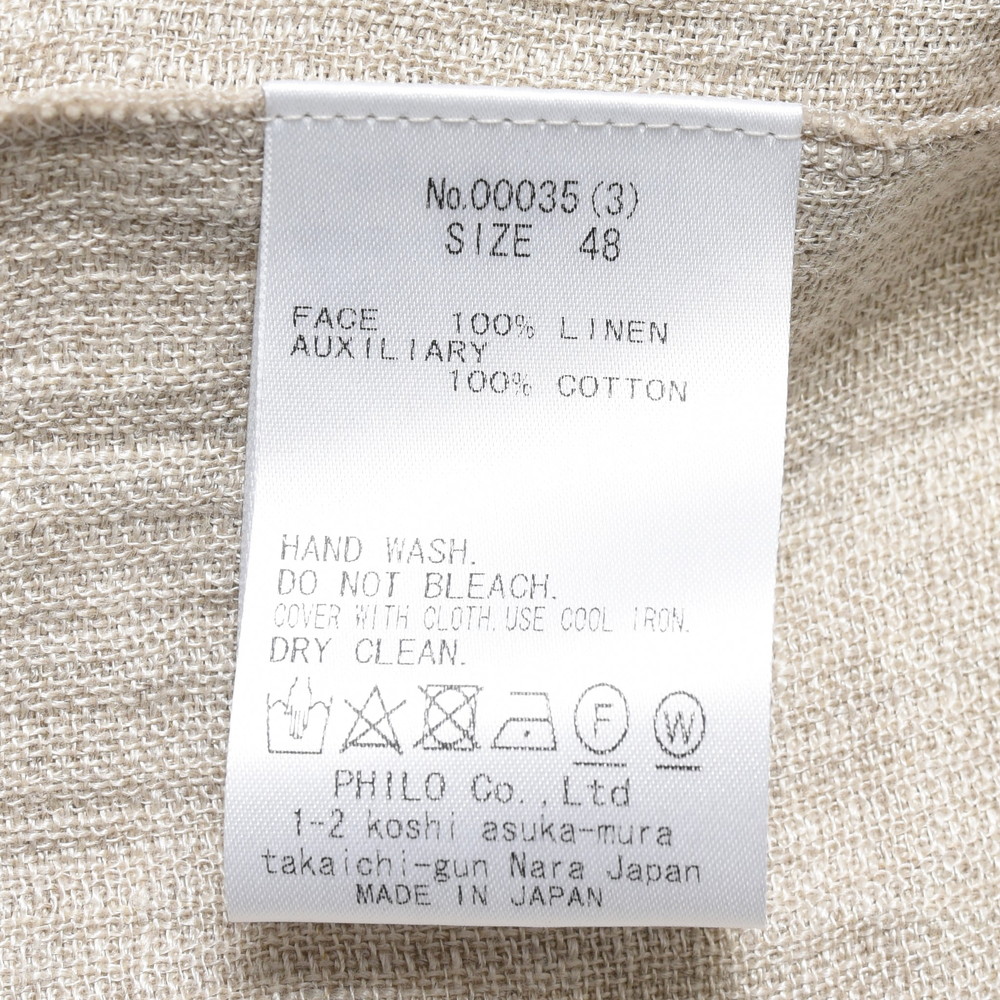 No.00035(3)
SIZE 48
FACE 100% LINEN
AUXILIARY
100% COTTON
HAND WASH.
DO NOT BLEACH.
COVER WITH CLOTH.USE COOL IRON.
DRY CLEAN.
F W
PHILO Co.,Ltd
1-2 koshi asuka-mura
takaichi-gun Nara Japan
MADE IN JAPAN